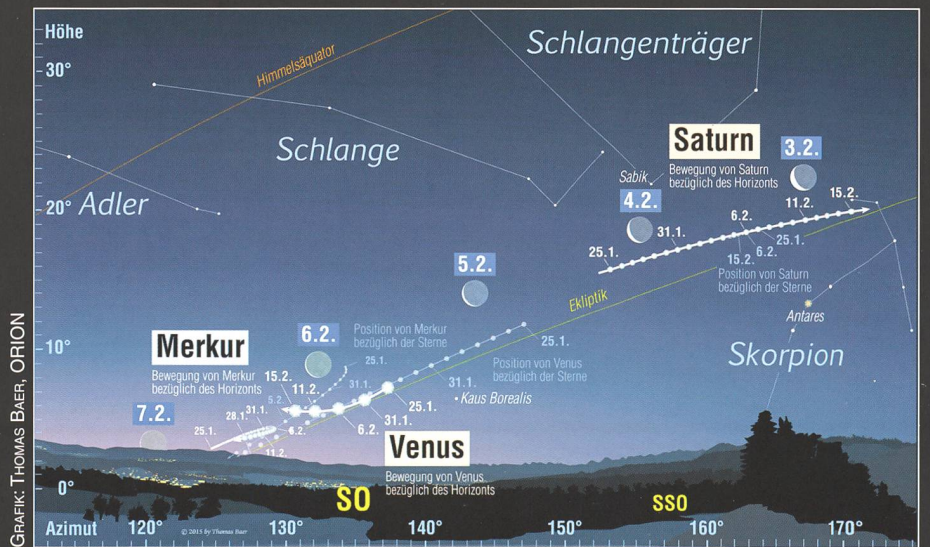 GRAFIK: THOMAS BAER, ORION
Höhe
30°
20°
10°
0°
Himmelsäquator
Schlangenträger
Schlange
Adler
Saturn
Bewegung von Saturn
bezüglich des Horizonts
Sabik
3.2.
4.2.
5.2.
6.2.
7.2.
25.1.
31.1.
6.2.
11.2.
15.2.
15.2.
6.2.
25.1.
Position von Saturn
bezüglich der Sterne
Ekliptik
Antares
Skorpion
Merkur
Bewegung von Merkur
bezüglich des Horizonts
Position von Merkur
bezüglich der Sterne
25.1.
31.1.
5.2.
15.2.
11.2.
25.1.
28.1.
31.1.
6.2.
11.2.
Position von Venus
bezüglich der Sterne
25.1.
31.1.
Kaus Borealis
25.1.
31.1.
6.2.
Venus
Bewegung von Venus
bezüglich des Horizonts
SO
SSO
Azimut
120°
130°
140°
150°
160°
170°
© 2015 by Thomas Baer